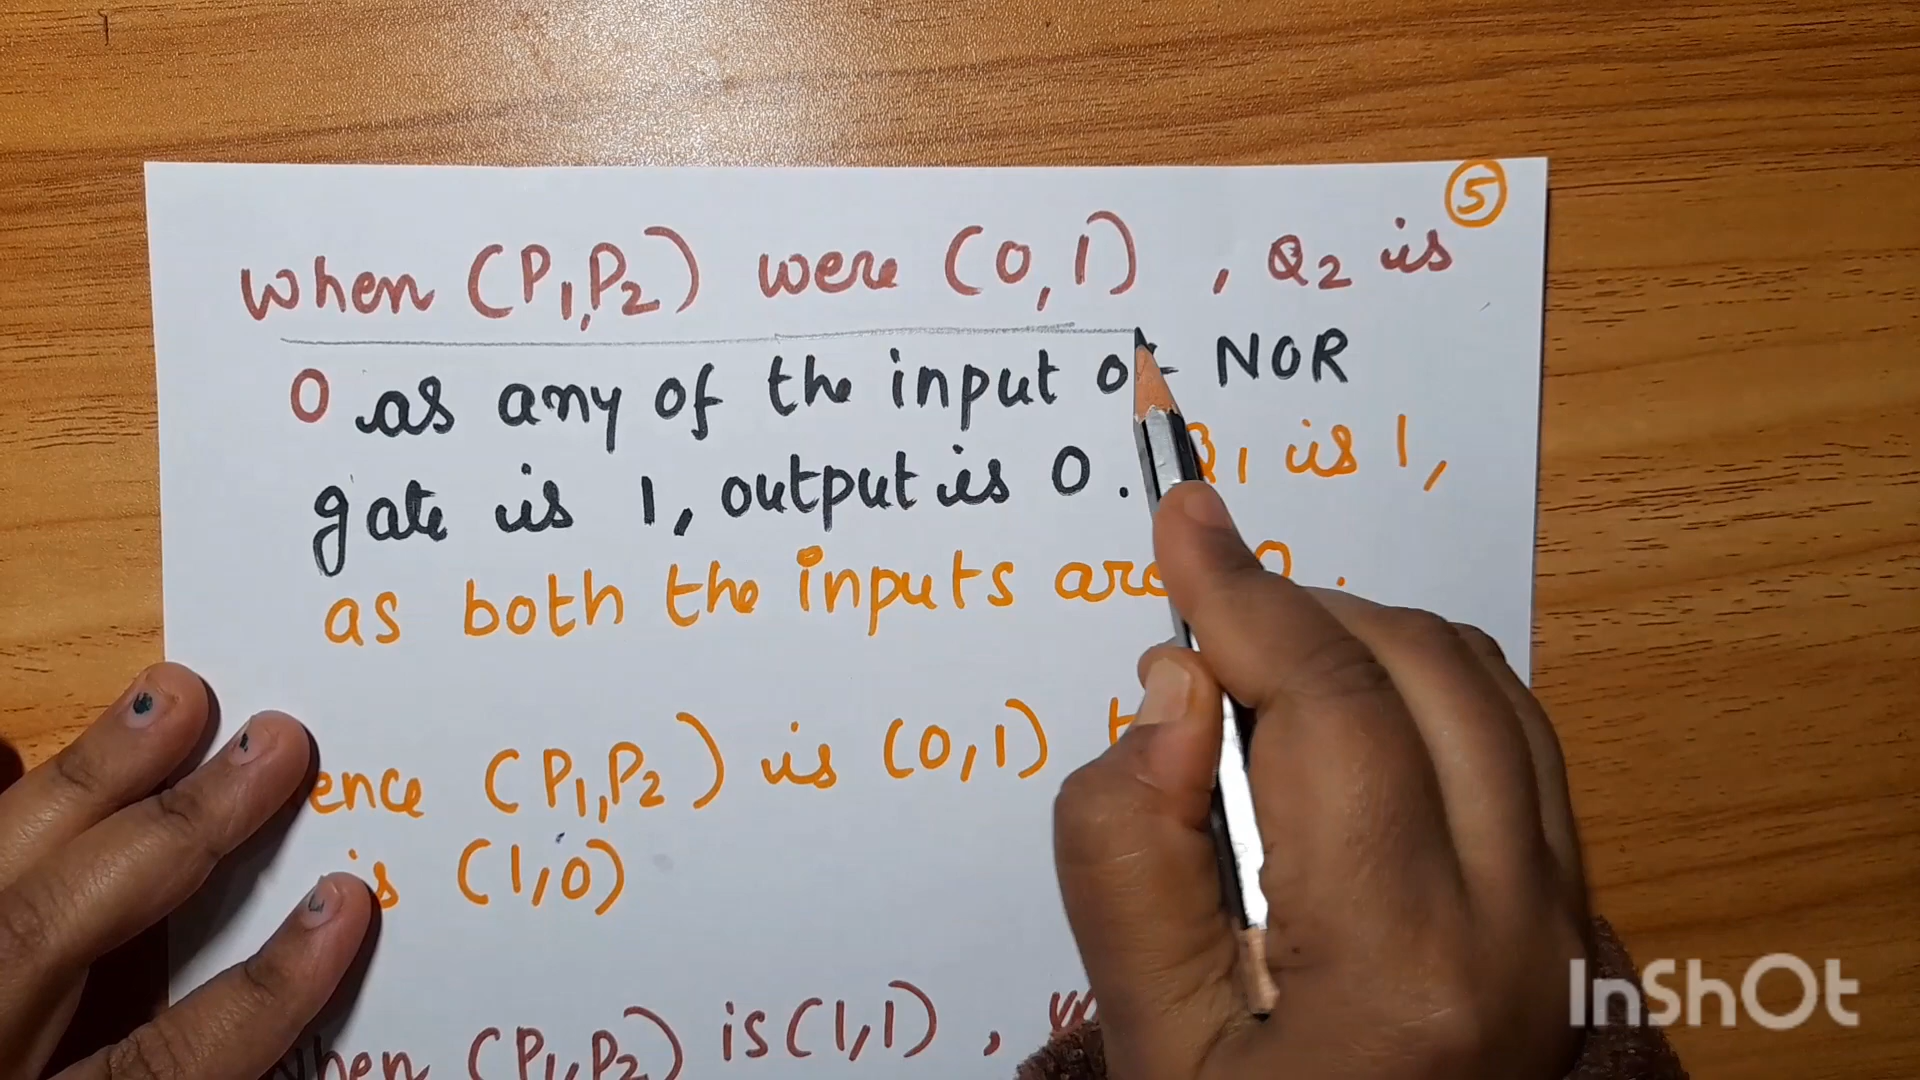 5
When (P1,P2) were (0,1) , Q2 is
0 as any of the input of NOR
gate is 1, output is 0. Q1 is 1,
as both the inputs are 0.
ence (P1,P2) is (0,1)
is (1,0)
When (P1,P2) is (1,1) ,
InShOt